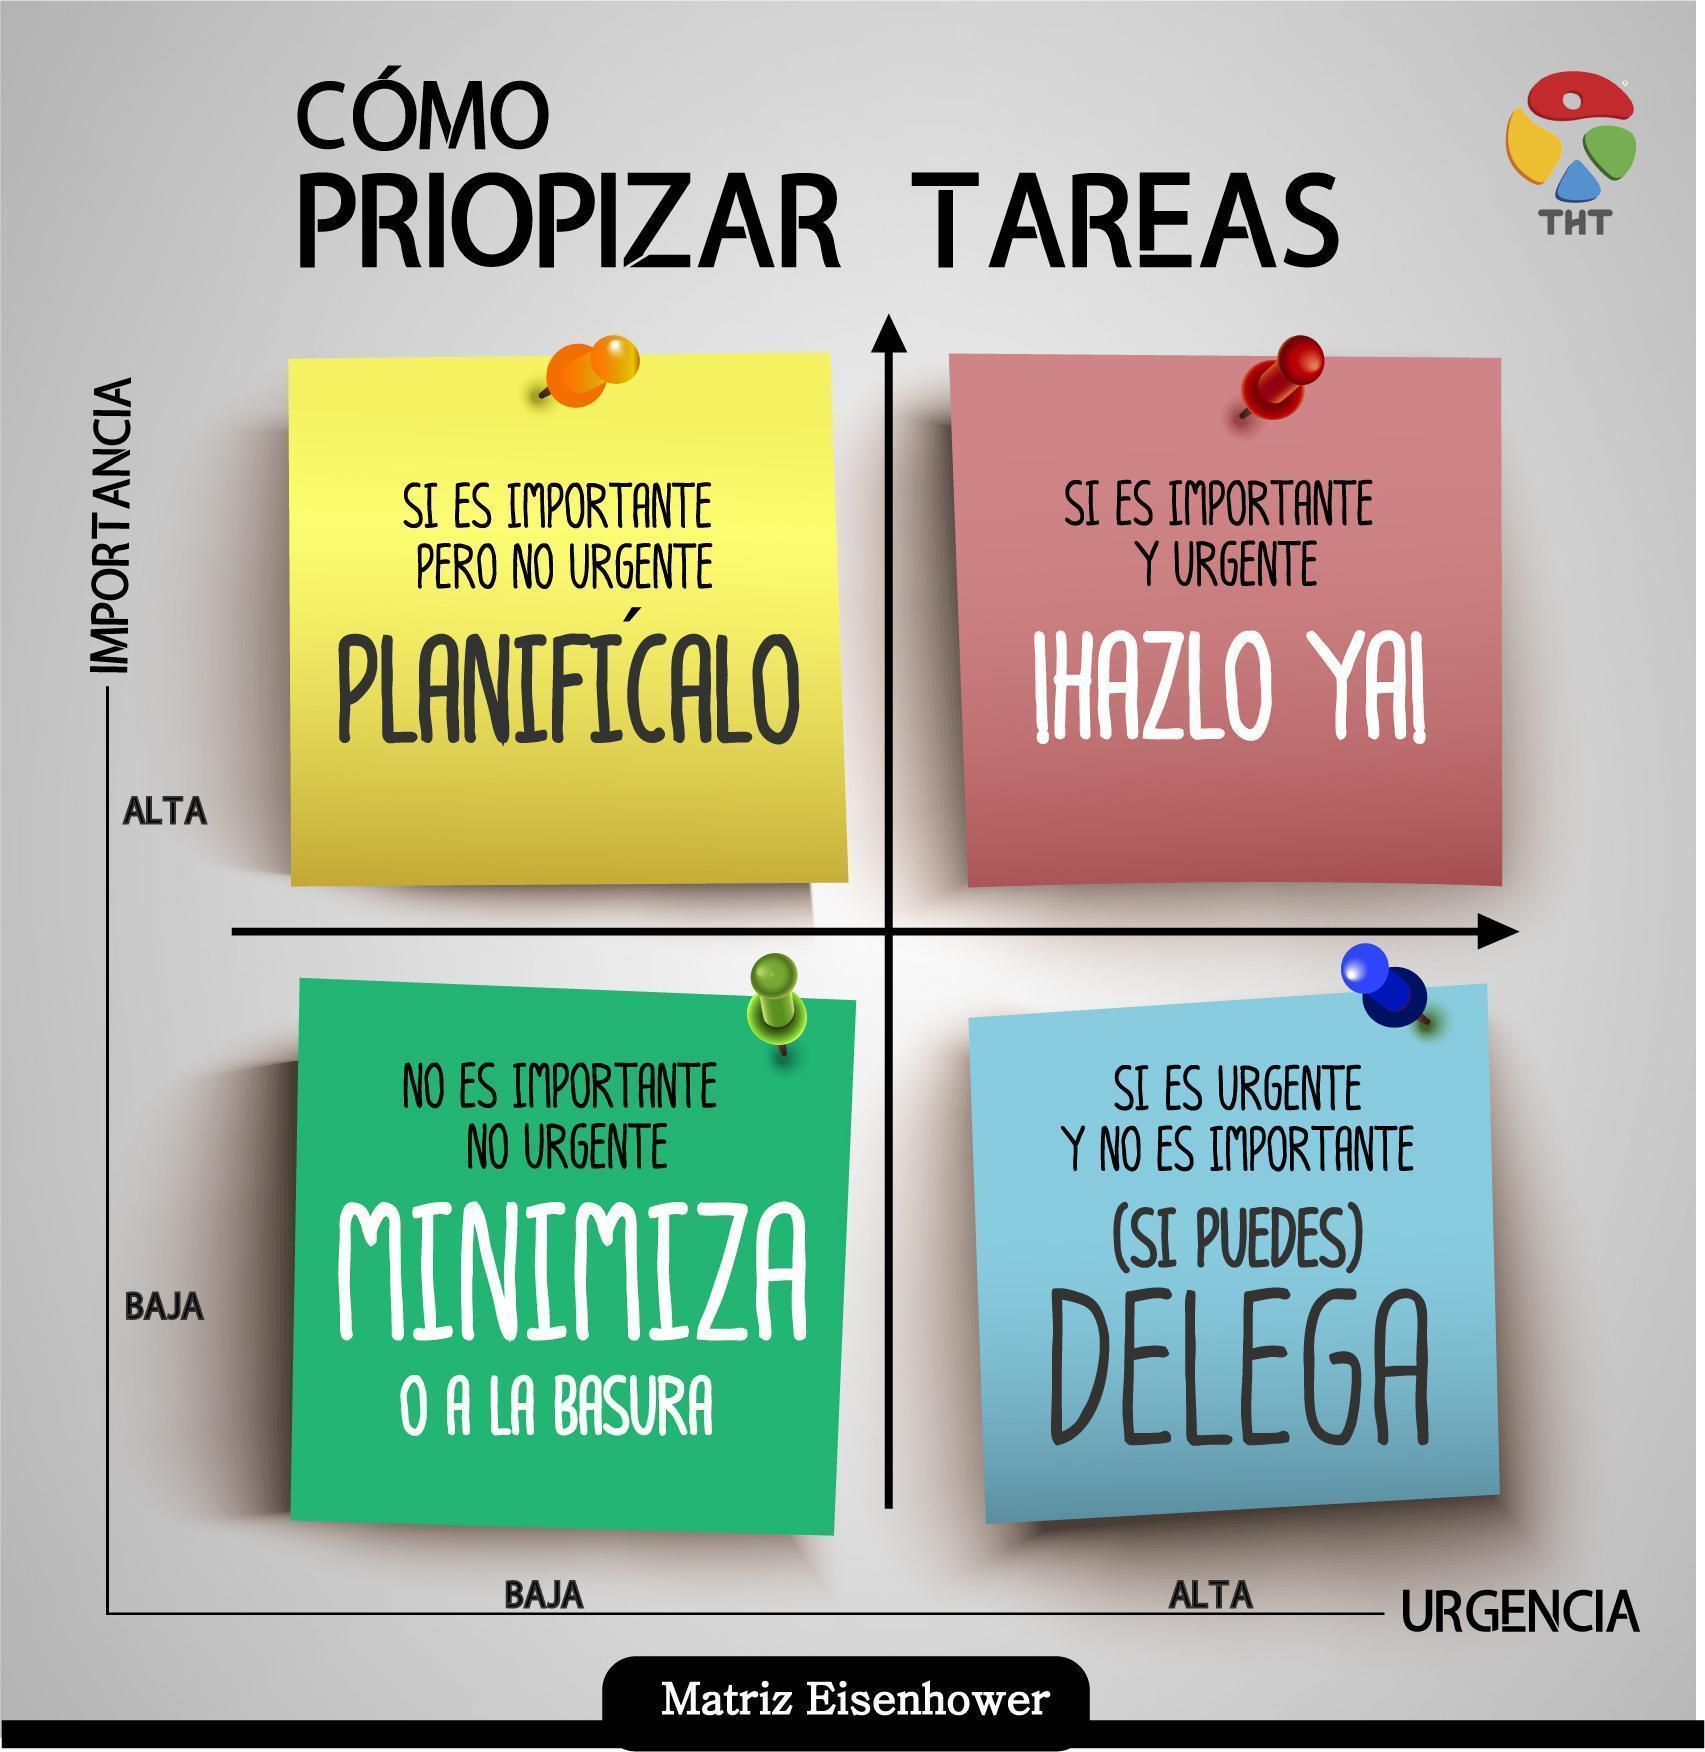 CÓMO
PRIOPIZAR TAREAS
THT
IMPORTANCIA
ALTA
BAJA
SI ES IMPORTANTE
PERO NO URGENTE
PLANIFÍCALO
SI ES IMPORTANTE
Y URGENTE
!HAZLO YA!
NO ES IMPORTANTE
NO URGENTE
MINIMIZA
O A LA BASURA
SI ES URGENTE
Y NO ES IMPORTANTE
(SI PUEDES)
DELEGA
BAJA
ALTA
URGENCIA
Matriz Eisenhower